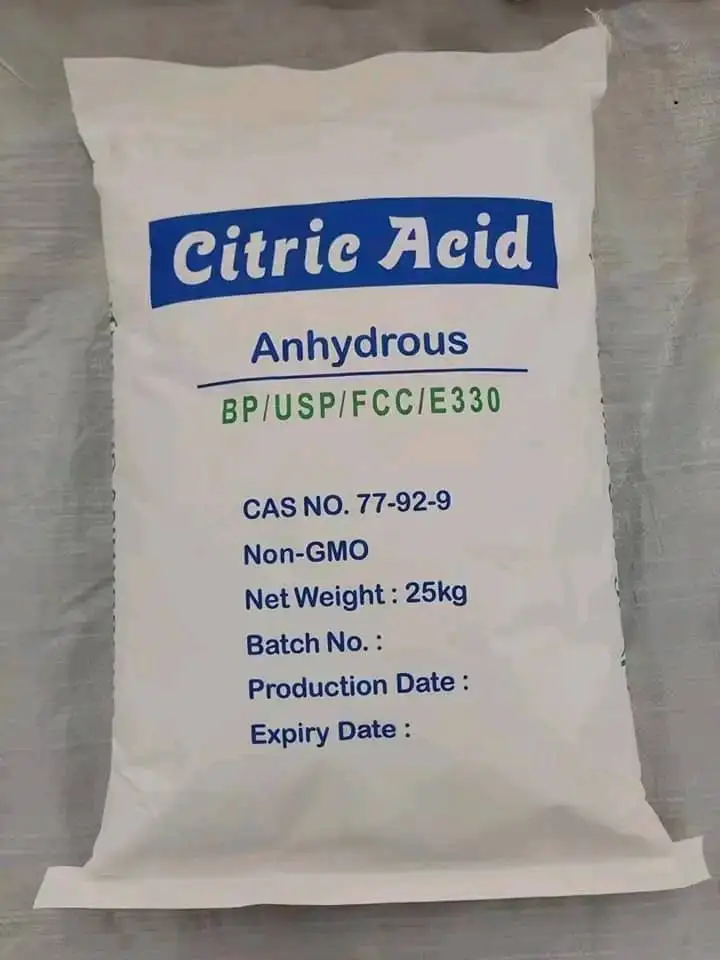 Citric Acid
Anhydrous
BP/USP/FCC/E330
CAS NO. 77-92-9
Non-GMO
Net Weight : 25kg
Batch No. :
Production Date :
Expiry Date :